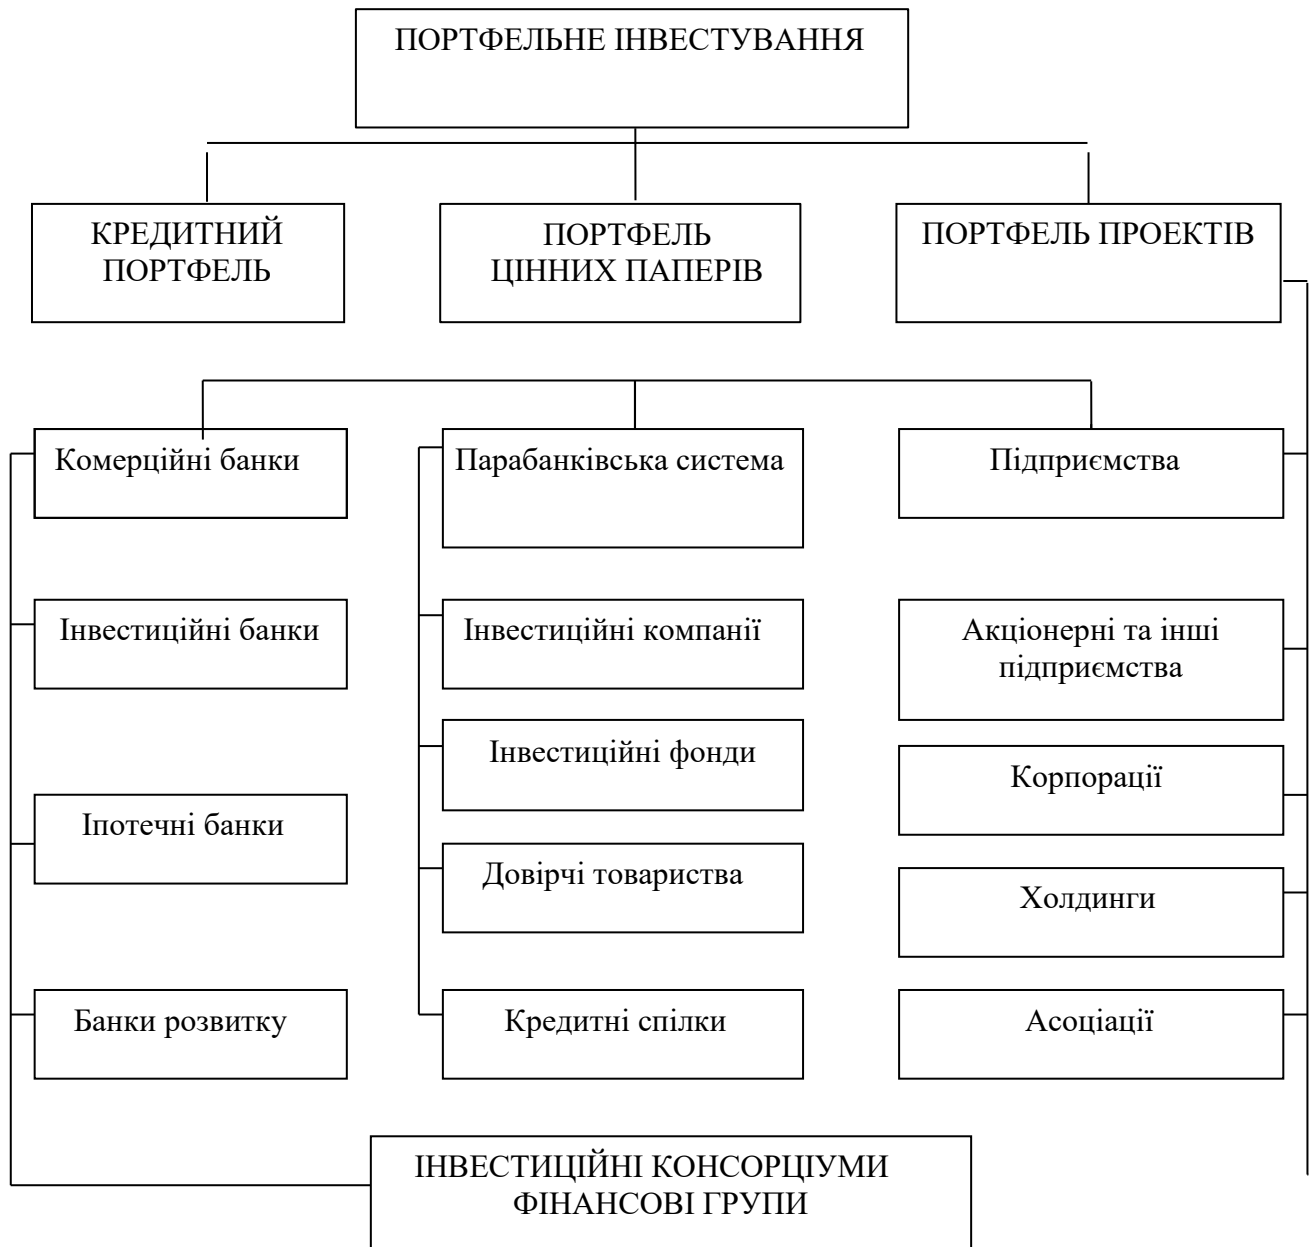 ПОРТФЕЛЬНЕ ІНВЕСТУВАННЯ
КРЕДИТНИЙ
ПОРТФЕЛЬ
ПОРТФЕЛЬ
ЦІННИХ ПАПЕРІВ
ПОРТФЕЛЬ ПРОЕКТІВ
Комерційні банки
Парабанківська система
Підприємства
Інвестиційні банки
Інвестиційні компанії
Акціонерні та інші
підприємства
Інвестиційні фонди
Корпорації
Іпотечні банки
Довірчі товариства
Холдинги
Банки розвитку
Кредитні спілки
Асоціації
ІНВЕСТИЦІЙНІ КОНСОРЦІУМИ
ФІНАНСОВІ ГРУПИ